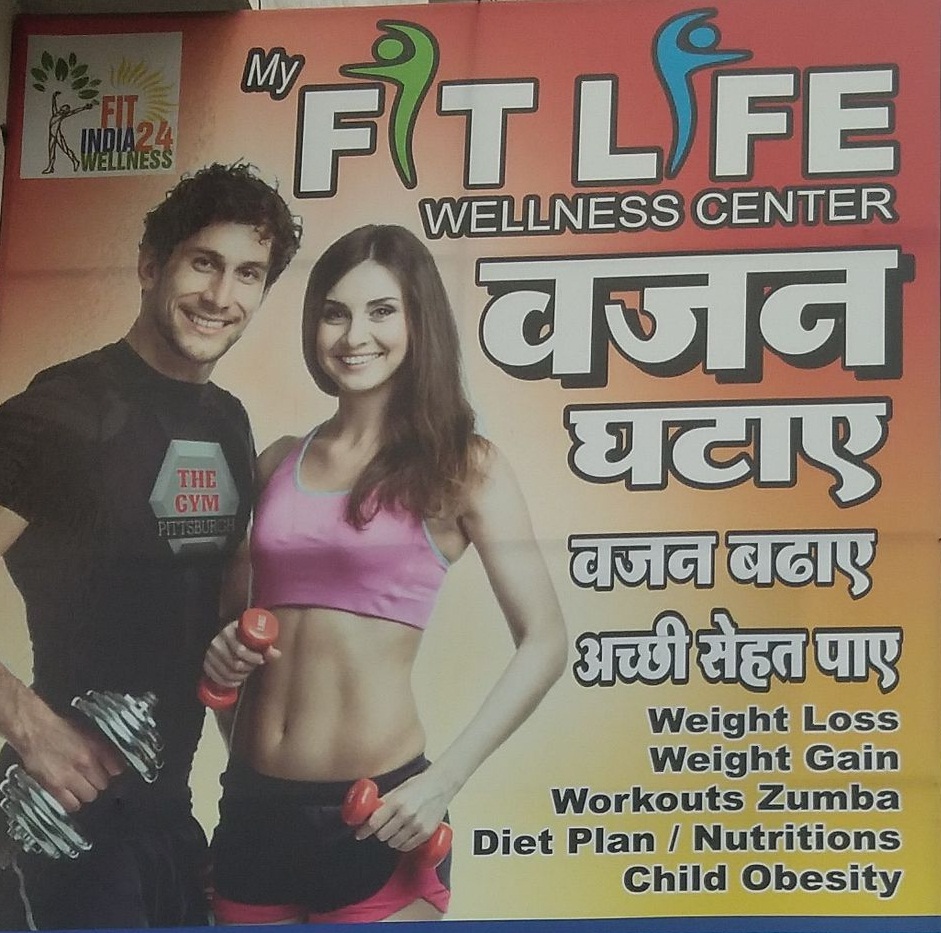 FIT
INDIA24
WELLNESS
My
FIT LIFE
WELLNESS CENTER
वजन
घटाए
वजन बढाए
अच्छी सेहत पाए
THE
GYM
PITTSBURGH
Weight Loss
Weight Gain
Workouts Zumba
Diet Plan / Nutritions
Child Obesity